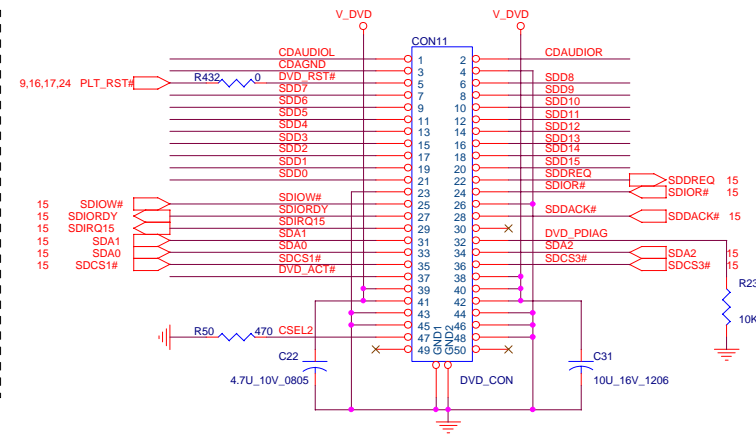 V_DVD V_DVD
CON11
CDAUDIOL 1 2 CDAUDIOR
CDAGND 3 4
9,16,17,24 PLT_RST# R432 0 DVD_RST# 5 6 SDD8
SDD7 7 8 SDD9
SDD6 9 10 SDD10
SDD5 11 12 SDD11
SDD4 13 14 SDD12
SDD3 15 16 SDD13
SDD2 17 18 SDD14
SDD1 19 20 SDD15
SDD0 21 22 SDDREQ SDDREQ 15
23 24 SDIOR# SDIOR# 15
15 SDIOW# SDIOW# 25 26
15 SDIORDY SDIORDY 27 28 SDDACK# SDDACK# 15
15 SDIRQ15 SDIRQ15 29 30
15 SDA1 SDA1 31 32 DVD_PDIAG
15 SDA0 SDA0 33 34 SDA2 SDA2 15
15 SDCS1# SDCS1# 35 36 SDCS3# SDCS3# 15
DVD_ACT# 37 38
39 40
41 42
43 44
45 46
R50 470 CSEL2 47 48
49 50
GND1 GND2
R23
10K
C22
4.7U_10V_0805
DVD_CON
C31
10U_16V_1206